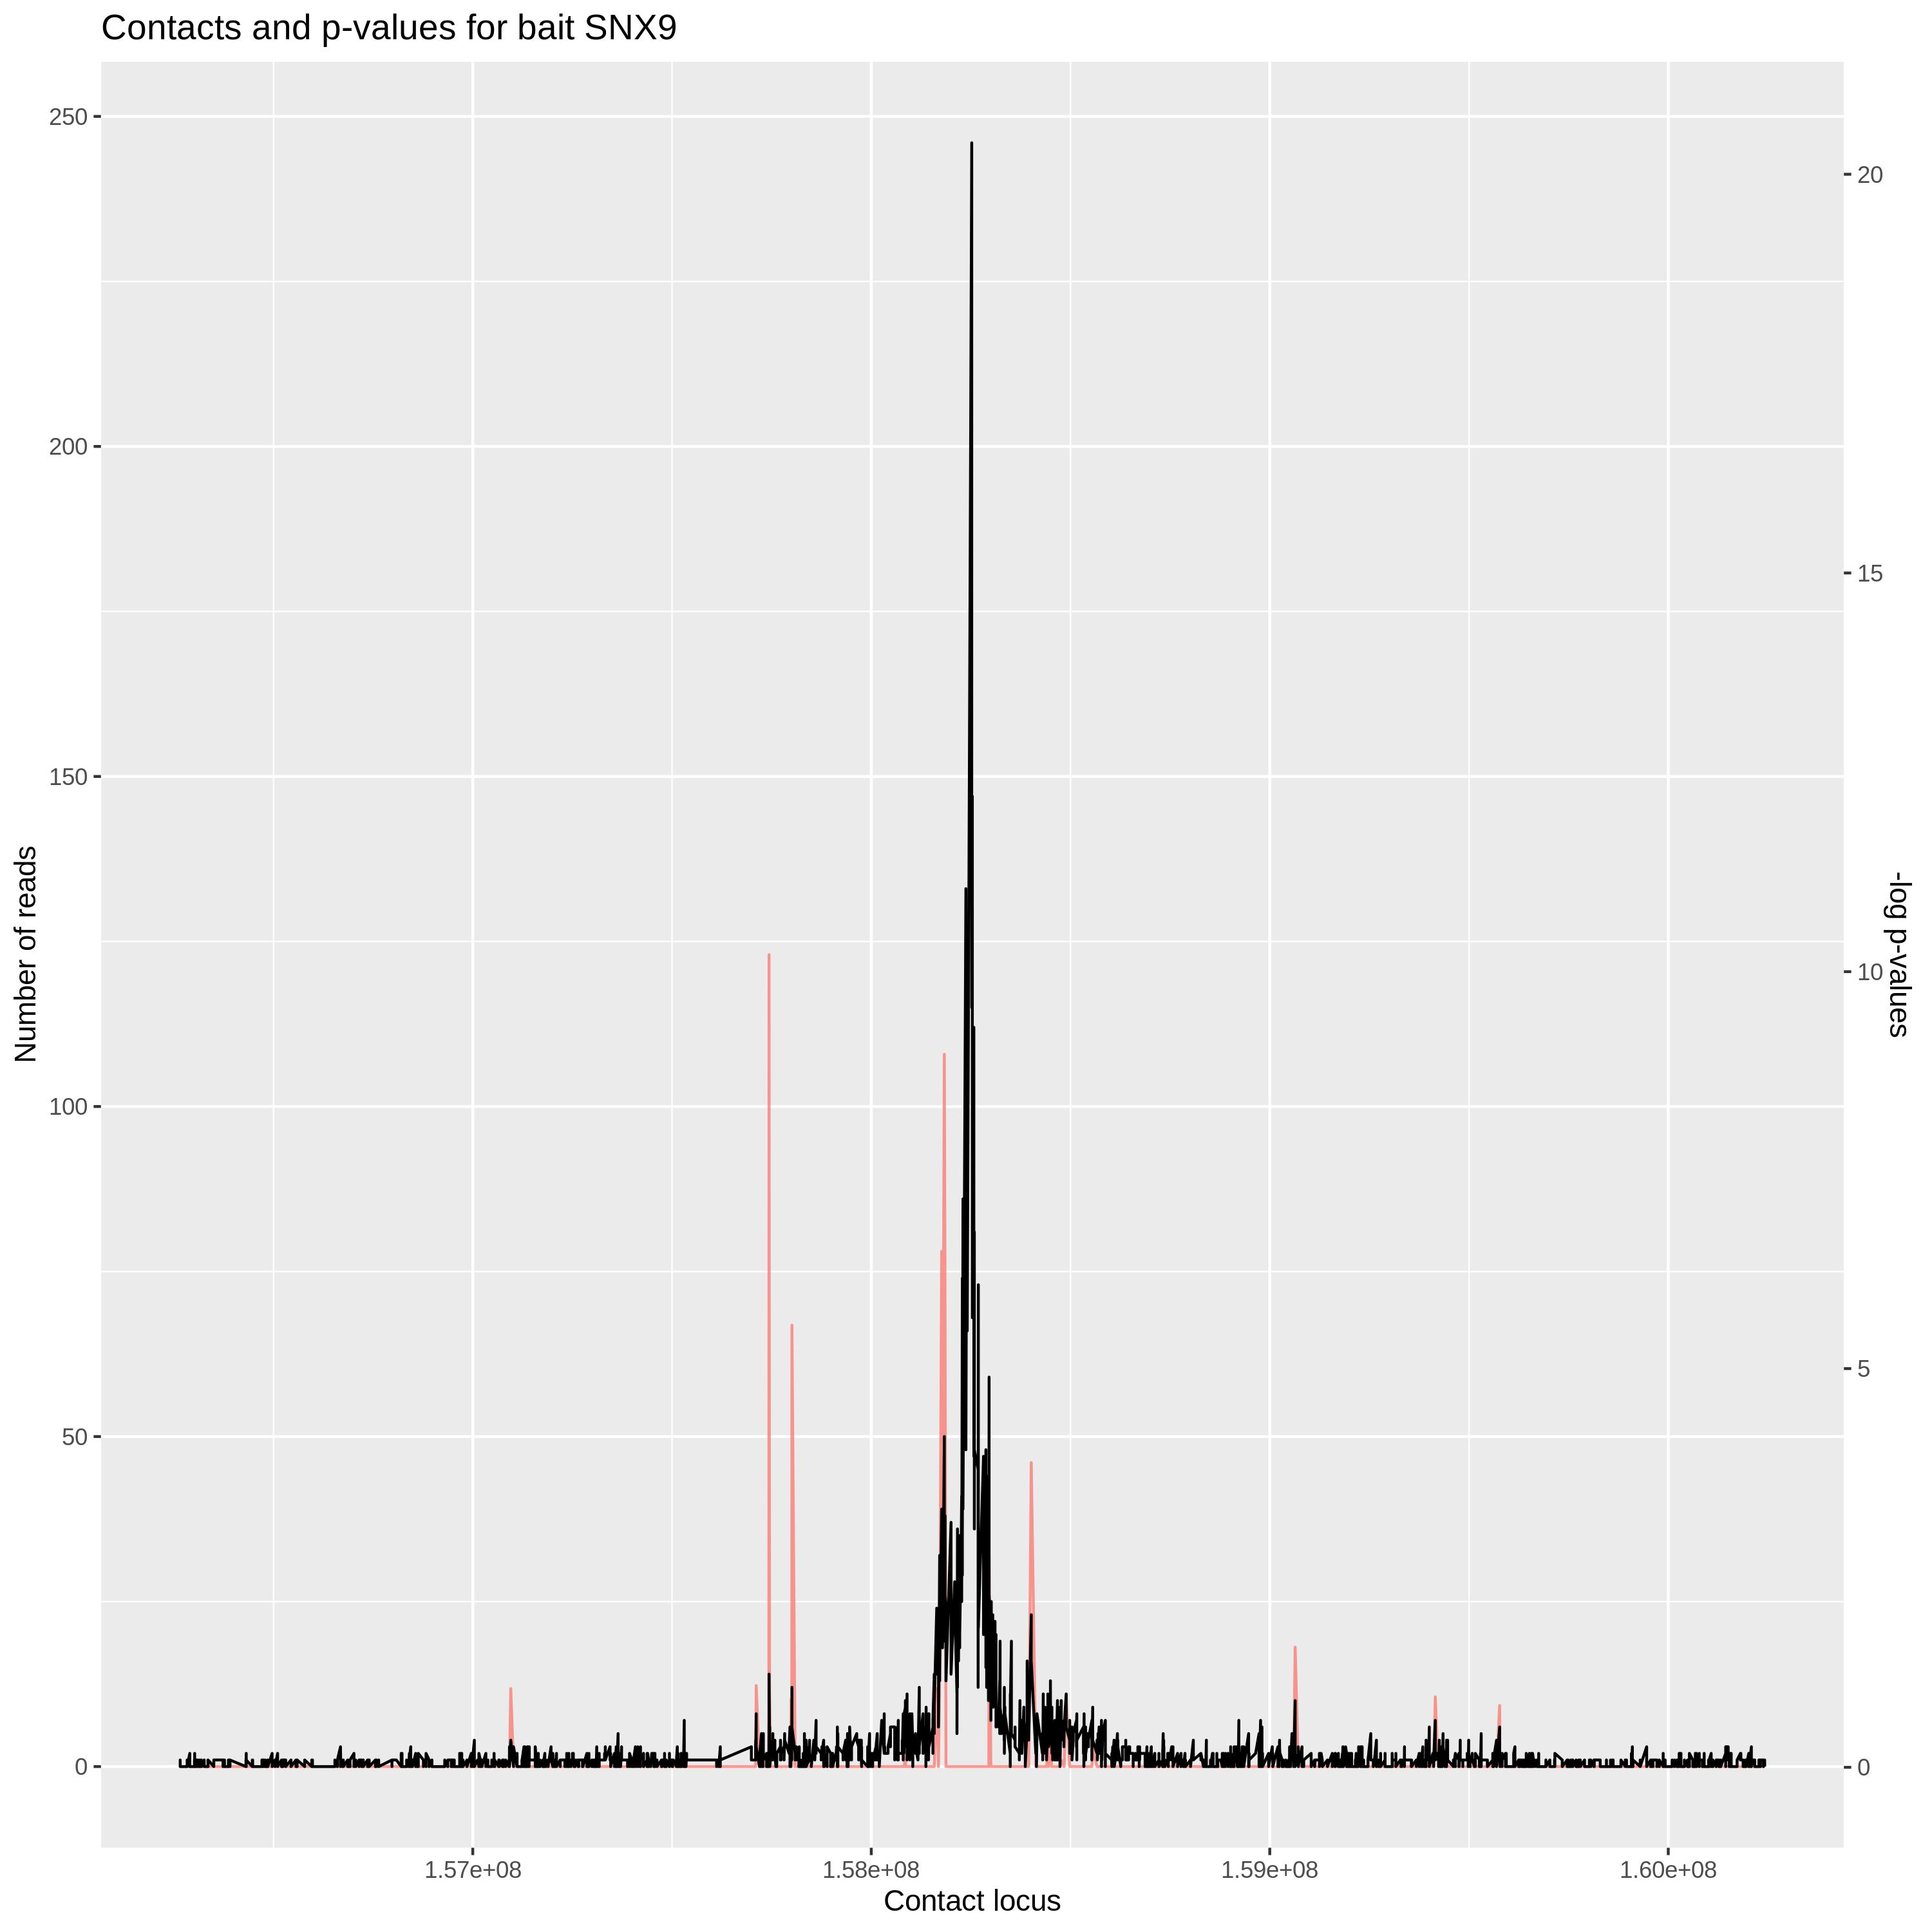 Contacts and p-values for bait SNX9
250
200
150
100
50
0
Number of reads
20
15
10
5
0
-log p-values
1.57e+08
1.58e+08
1.59e+08
1.60e+08
Contact locus